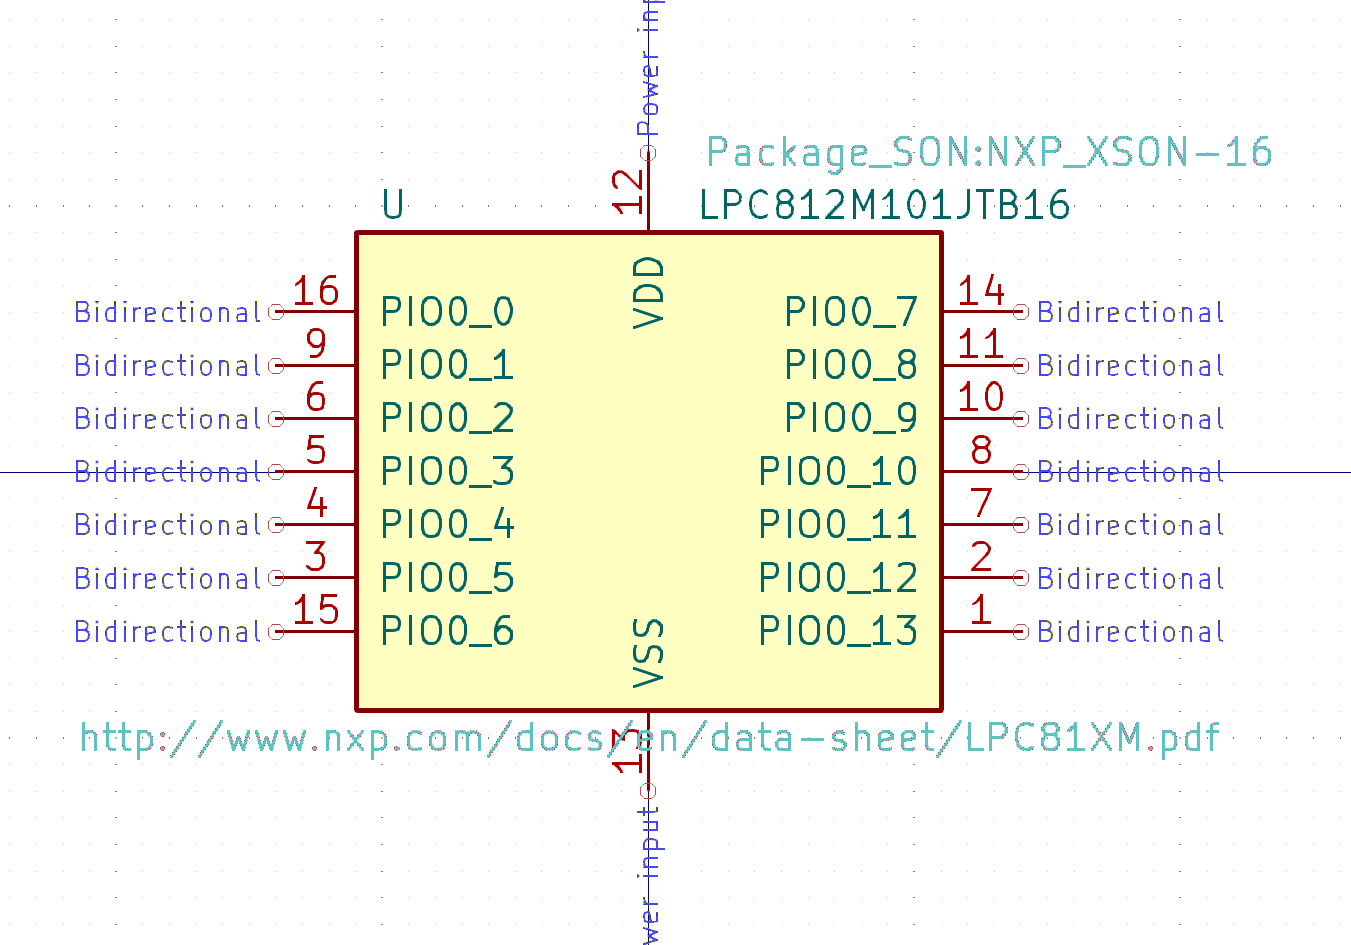 Power inp
Package_SON:NXP_XSON-16
12
U
LPC812M101JTB16
VDD
Bidirectional 16 PIO0_0 PIO0_7 14 Bidirectional
Bidirectional 9 PIO0_1 PIO0_8 11 Bidirectional
Bidirectional 6 PIO0_2 PIO0_9 10 Bidirectional
Bidirectional 5 PIO0_3 PIO0_10 8 Bidirectional
Bidirectional 4 PIO0_4 PIO0_11 7 Bidirectional
Bidirectional 3 PIO0_5 PIO0_12 2 Bidirectional
Bidirectional 15 PIO0_6 PIO0_13 1 Bidirectional
VSS
http://www.nxp.com/docs/en/data-sheet/LPC81XM.pdf
13
wer input